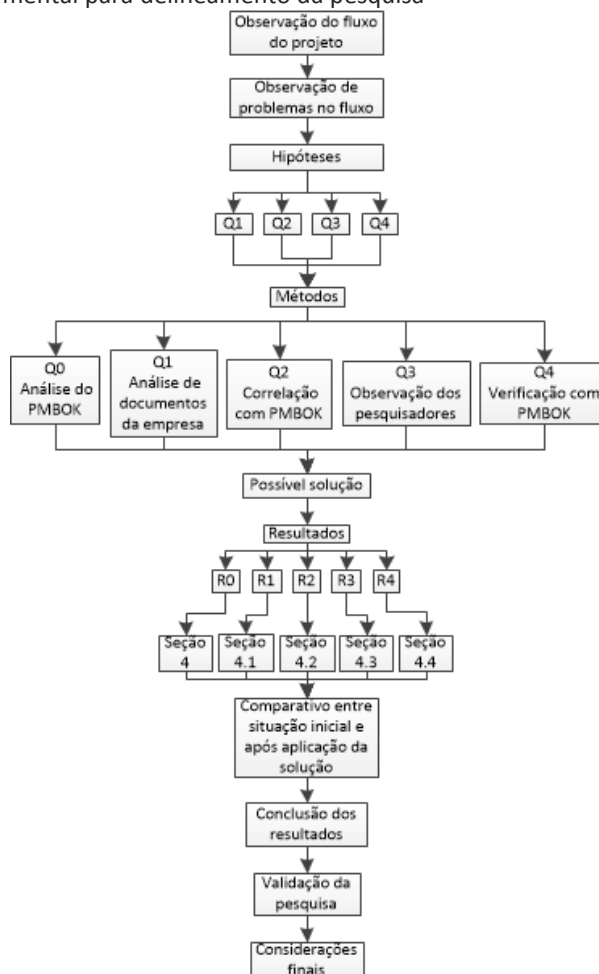 mental para delineamento da pesquisa
Observação do fluxo
do projeto
Observação de
problemas no fluxo
Hipóteses
Q1 Q2 Q3 Q4
Métodos
Q0
Análise do
PMBOK
Q1
Análise de
documentos
da empresa
Q2
Correlação
com PMBOK
Q3
Observação dos
pesquisadores
Q4
Verificação com
PMBOK
Possível solução
Resultados
R0 R1 R2 R3 R4
Seção
4
Seção
4.1
Seção
4.2
Seção
4.3
Seção
4.4
Comparativo entre
situação inicial e
após aplicação da
solução
Conclusão dos
resultados
Validação da
pesquisa
Considerações
finais